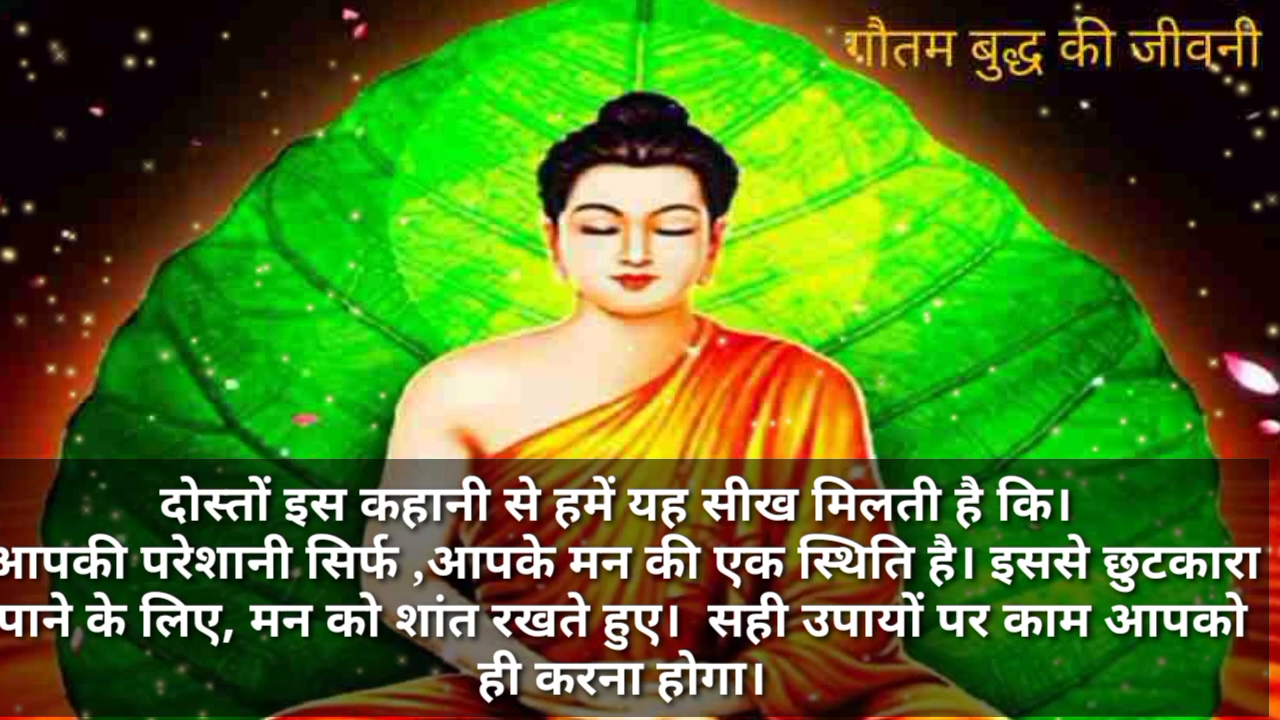 गौतम बुद्ध की जीवनी
दोस्तों इस कहानी से हमें यह सीख मिलती है कि।
आपकी परेशानी सिर्फ ,आपके मन की एक स्थिति है। इससे छुटकारा
पाने के लिए, मन को शांत रखते हुए। सही उपायों पर काम आपको
ही करना होगा।